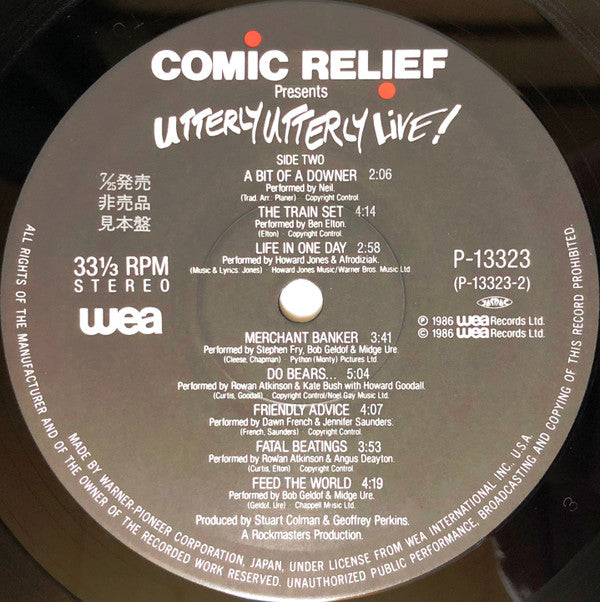 COMIC RELIEF
Presents
UTTERLY UTTERLY LIVE!
SIDE TWO
A BIT OF A DOWNER 2:06
Performed by Neil.
(Trad. Arr.: Planer) · Copyright Control.
THE TRAIN SET 4:14
Performed by Ben Elton.
(Elton) · Copyright Control.
LIFE IN ONE DAY 2:58
Performed by Howard Jones & Afrodiziak.
(Music & Lyrics: Jones) · Howard Jones Music/Warner Bros. Music Ltd
7/25発売
非売品
見本盤
33⅓ RPM
STEREO
wea
P-13323
(P-13323-2)
JASRAC
Ⓟ 1986 wea Records Ltd.
© 1986 wea Records Ltd.
MERCHANT BANKER 3:41
Performed by Stephen Fry, Bob Geldof & Midge Ure.
(Cleese, Chapman) · Python (Monty) Pictures Ltd.
DO BEARS... 5:04
Performed by Rowan Atkinson & Kate Bush with Howard Goodall.
(Curtis, Goodall) · Copyright Control/Noel Gay Music Ltd.
FRIENDLY ADVICE 4:07
Performed by Dawn French & Jennifer Saunders.
(French, Saunders) · Copyright Control.
FATAL BEATINGS 3:53
Performed by Rowan Atkinson & Angus Deayton.
(Curtis, Elton) · Copyright Control.
FEED THE WORLD 4:19
Performed by Bob Geldof & Midge Ure.
(Geldof, Ure) · Chappell Music Ltd.
Produced by Stuart Colman & Geoffrey Perkins.
A Rockmasters Production.
ALL RIGHTS OF THE MANUFACTURER AND OF THE OWNER OF THE RECORDED WORK RESERVED. UNAUTHORIZED PUBLIC PERFORMANCE, BROADCASTING AND COPYING OF THIS RECORD PROHIBITED.
MADE BY WARNER-PIONEER CORPORATION, JAPAN, UNDER LICENSE FROM WEA INTERNATIONAL INC. U.S.A.
3